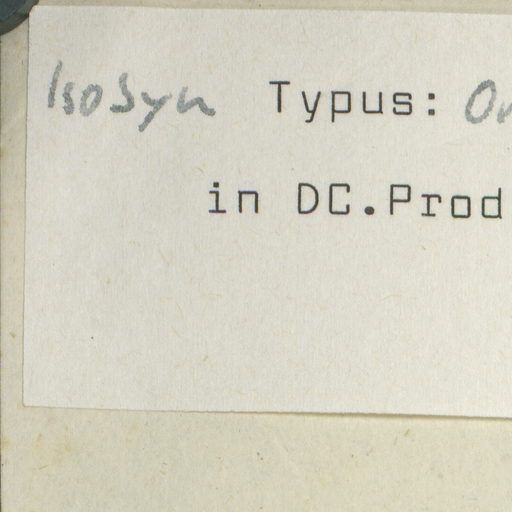 IsoSyn Typus:
in DC.Prod